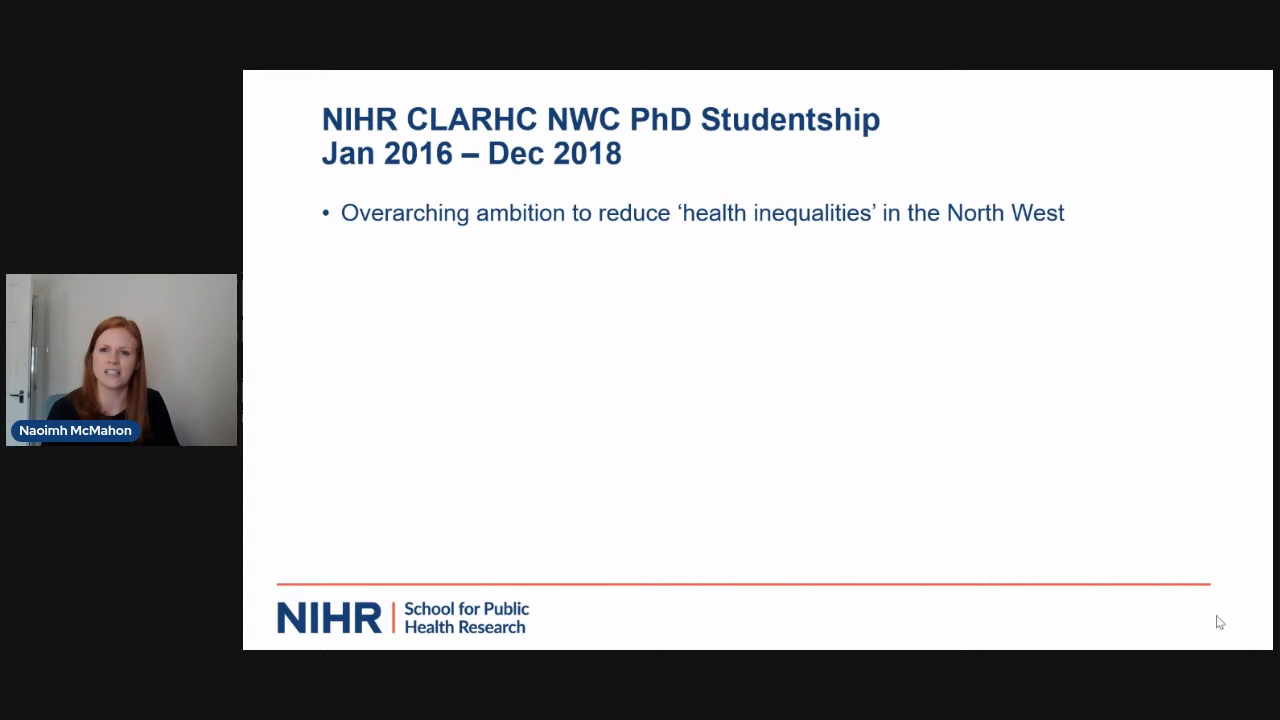 NIHR CLARHC NWC PhD Studentship
Jan 2016 – Dec 2018
• Overarching ambition to reduce ‘health inequalities’ in the North West
Naoimh McMahon
NIHR | School for Public
Health Research